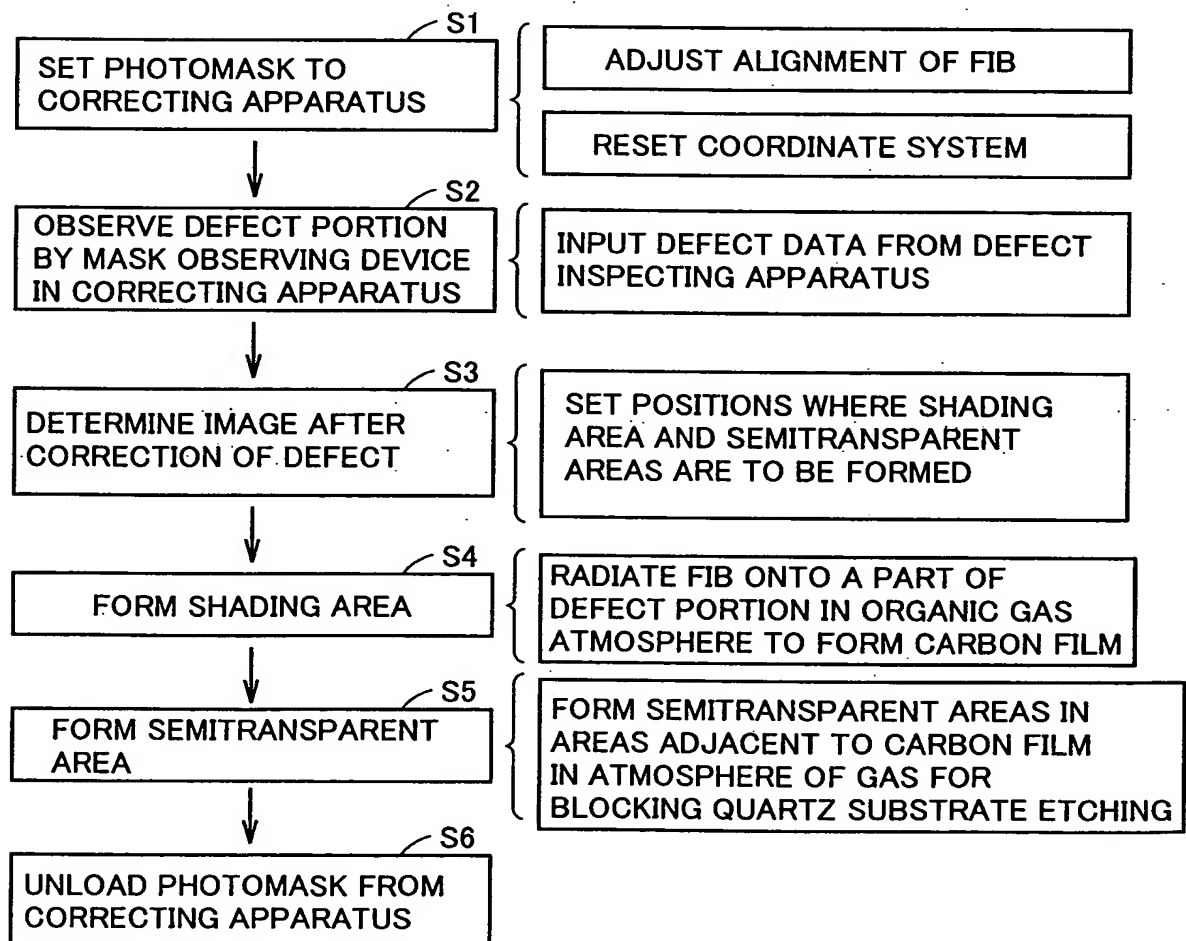 S1
SET PHOTOMASK TO
CORRECTING APPARATUS
ADJUST ALIGNMENT OF FIB
RESET COORDINATE SYSTEM
S2
OBSERVE DEFECT PORTION
BY MASK OBSERVING DEVICE
IN CORRECTING APPARATUS
INPUT DEFECT DATA FROM DEFECT
INSPECTING APPARATUS
S3
DETERMINE IMAGE AFTER
CORRECTION OF DEFECT
SET POSITIONS WHERE SHADING
AREA AND SEMITRANSPARENT
AREAS ARE TO BE FORMED
S4
FORM SHADING AREA
RADIATE FIB ONTO A PART OF
DEFECT PORTION IN ORGANIC GAS
ATMOSPHERE TO FORM CARBON FILM
S5
FORM SEMITRANSPARENT
AREA
FORM SEMITRANSPARENT AREAS IN
AREAS ADJACENT TO CARBON FILM
IN ATMOSPHERE OF GAS FOR
BLOCKING QUARTZ SUBSTRATE ETCHING
S6
UNLOAD PHOTOMASK FROM
CORRECTING APPARATUS